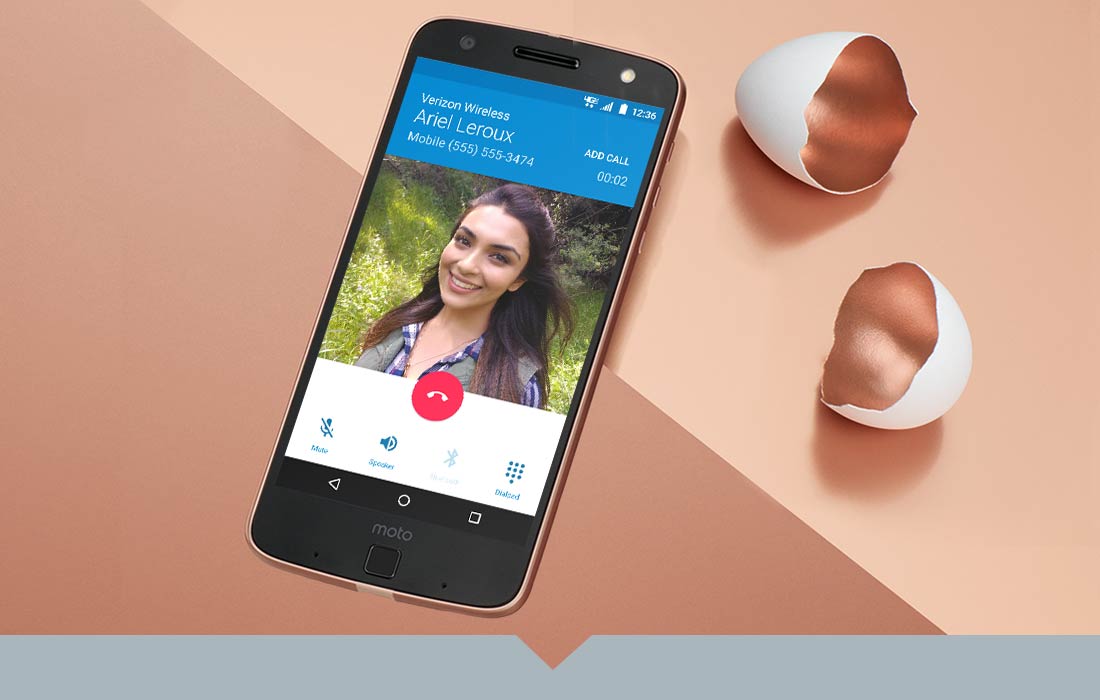 12:36
Verizon Wireless
Ariel Leroux
Mobile (555) 555-3474
ADD CALL
00:02
Mute
Speaker
Dialpad
moto